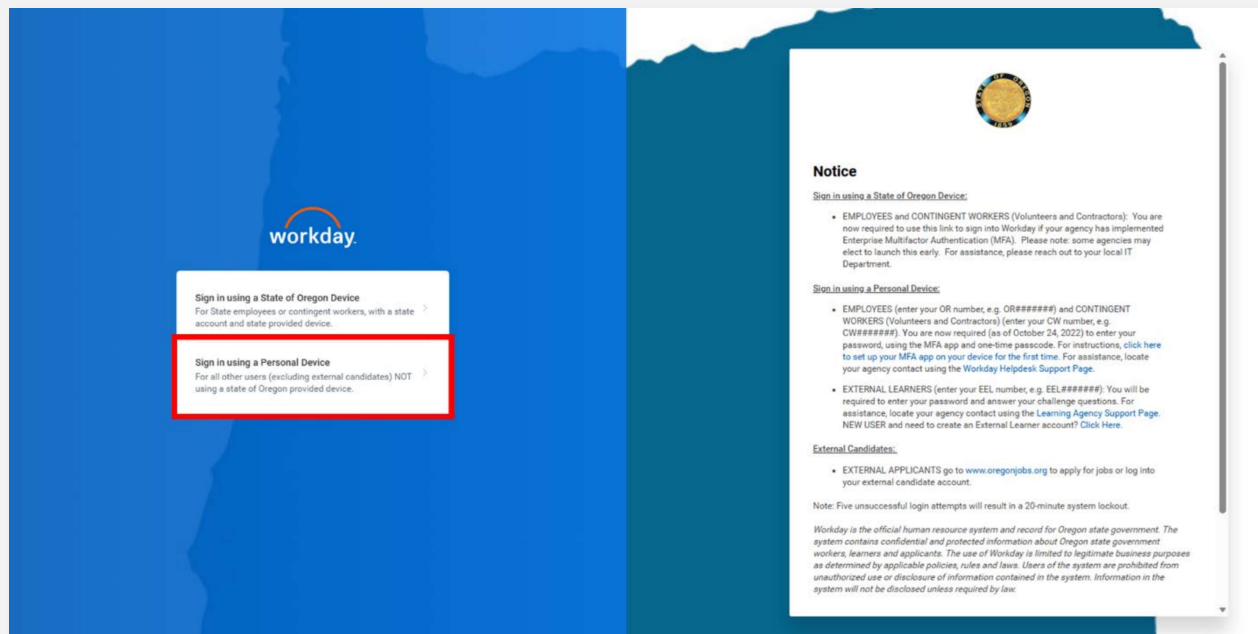 workday.
Sign in using a State of Oregon Device
For State employees or contingent workers, with a state
account and state provided device.
Sign in using a Personal Device
For all other users (excluding external candidates) NOT
using a state of Oregon provided device.
STATE OF OREGON
1859
Notice
Sign in using a State of Oregon Device:
• EMPLOYEES and CONTINGENT WORKERS (Volunteers and Contractors): You are
now required to use this link to sign into Workday if your agency has implemented
Enterprise Multifactor Authentication (MFA). Please note: some agencies may
elect to launch this early. For assistance, please reach out to your local IT
Department.
Sign in using a Personal Device:
• EMPLOYEES (enter your OR number, e.g. OR#######) and CONTINGENT
WORKERS (Volunteers and Contractors) (enter your CW number, e.g.
CW#######). You are now required (as of October 24, 2022) to enter your
password, using the MFA app and one-time passcode. For instructions, click here
to set up your MFA app on your device for the first time. For assistance, locate
your agency contact using the Workday Helpdesk Support Page.
• EXTERNAL LEARNERS (enter your EEL number, e.g. EEL#######): You will be
required to enter your password and answer your challenge questions. For
assistance, locate your agency contact using the Learning Agency Support Page.
NEW USER and need to create an External Learner account? Click Here.
External Candidates:
• EXTERNAL APPLICANTS go to www.oregonjobs.org to apply for jobs or log into
your external candidate account.
Note: Five unsuccessful login attempts will result in a 20-minute system lockout.
Workday is the official human resource system and record for Oregon state government. The
system contains confidential and protected information about Oregon state government
workers, learners and applicants. The use of Workday is limited to legitimate business purposes
as determined by applicable policies, rules and laws. Users of the system are prohibited from
unauthorized use or disclosure of information contained in the system. Information in the
system will not be disclosed unless required by law.